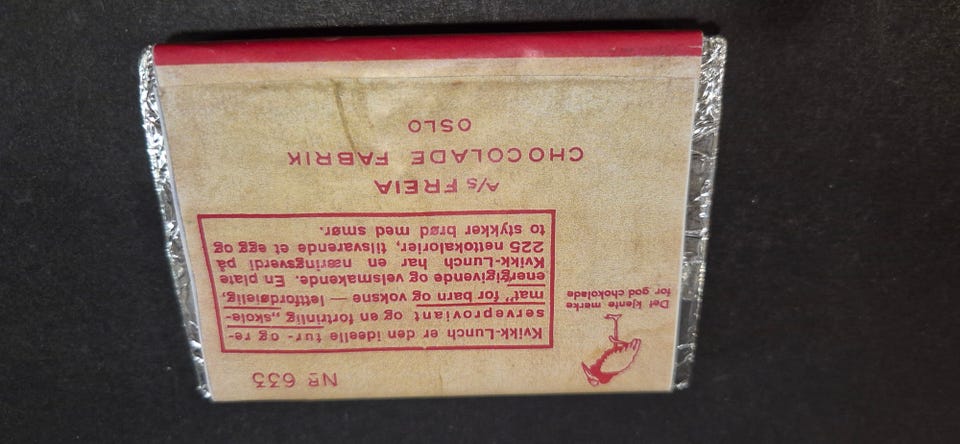 Nº 633
Kvikk-Lunch er den ideelle tur- og re-
serveproviant og en fortrinlig „skole-
mat" for barn og voksne — lettfordøielig,
energigivende og velsmakende. En plate
Kvikk-Lunch har en næringsverdi på
225 nettokalorier, tilsvarende et egg og
to stykker brød med smør.
Det kjente merke
for god chokolade
A/S FREIA
CHOCOLADE FABRIK
OSLO